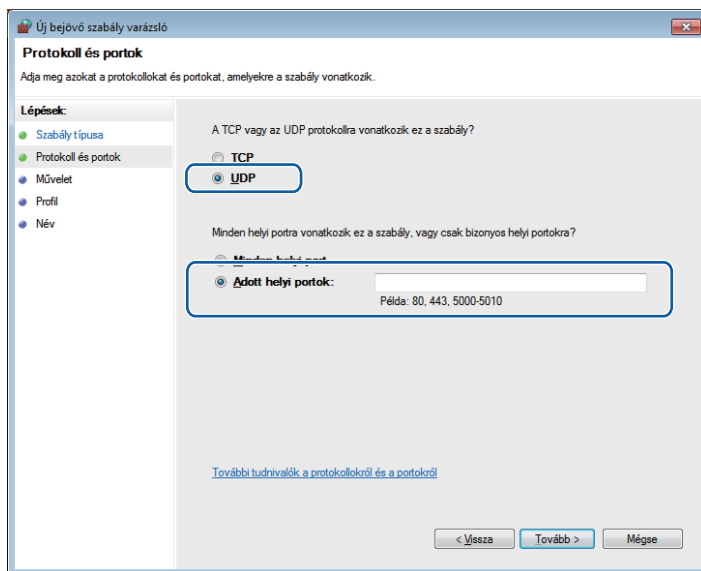 Új bejövő szabály varázsló
Protokoll és portok
Adja meg azokat a protokollokat és portokat, amelyekre a szabály vonatkozik.
Lépések:
Szabály típusa
Protokoll és portok
Művelet
Profil
Név
A TCP vagy az UDP protokollra vonatkozik ez a szabály?
TCP
UDP
Minden helyi portra vonatkozik ez a szabály, vagy csak bizonyos helyi portokra?
Minden helyi port
Adott helyi portok:
Példa: 80, 443, 5000-5010
További tudnivalók a protokollokról és a portokról
< Vissza
Tovább >
Mégse